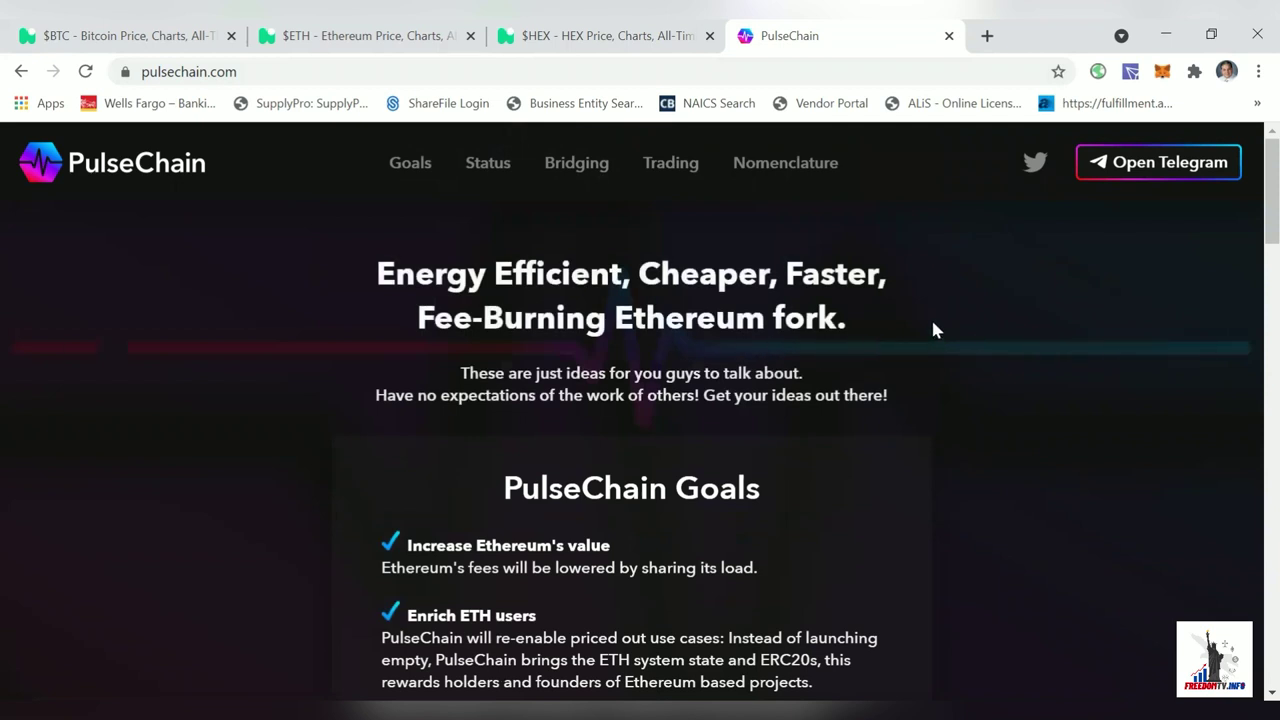 $BTC - Bitcoin Price, Charts, All-T
$ETH - Ethereum Price, Charts, A
$HEX - HEX Price, Charts, All-Tim
PulseChain
pulsechain.com
Apps
Wells Fargo – Banki...
SupplyPro: SupplyP...
ShareFile Login
Business Entity Sear...
CB
NAICS Search
Vendor Portal
ALiS - Online Licens...
https://fulfillment.a...
»
PulseChain
Goals
Status
Bridging
Trading
Nomenclature
Open Telegram
Energy Efficient, Cheaper, Faster,
Fee-Burning Ethereum fork.
These are just ideas for you guys to talk about.
Have no expectations of the work of others! Get your ideas out there!
PulseChain Goals
Increase Ethereum's value
Ethereum's fees will be lowered by sharing its load.
Enrich ETH users
PulseChain will re-enable priced out use cases: Instead of launching
empty, PulseChain brings the ETH system state and ERC20s, this
rewards holders and founders of Ethereum based projects.
FREEDOMTV.INFO